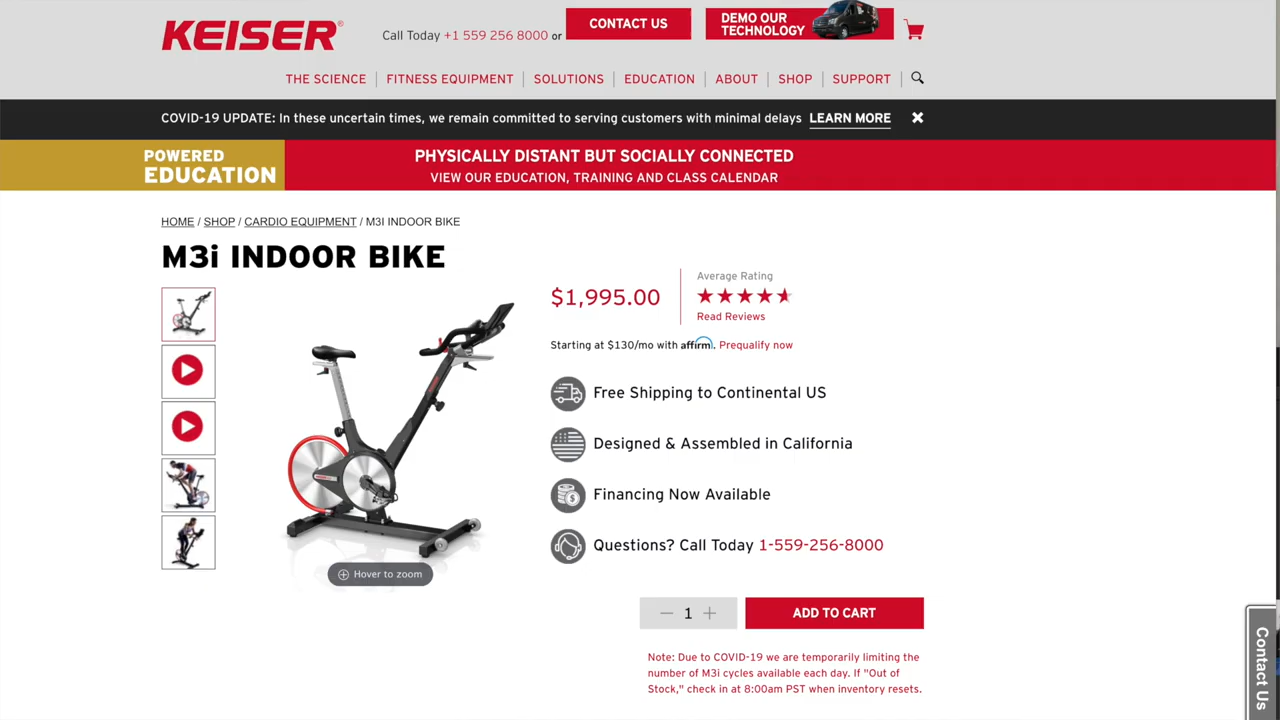 KEISER®
Call Today +1 559 256 8000 or
CONTACT US
DEMO OUR
TECHNOLOGY
THE SCIENCE
FITNESS EQUIPMENT
SOLUTIONS
EDUCATION
ABOUT
SHOP
SUPPORT
COVID-19 UPDATE: In these uncertain times, we remain committed to serving customers with minimal delays LEARN MORE
POWERED
EDUCATION
PHYSICALLY DISTANT BUT SOCIALLY CONNECTED
VIEW OUR EDUCATION, TRAINING AND CLASS CALENDAR
HOME / SHOP / CARDIO EQUIPMENT / M3I INDOOR BIKE
M3i INDOOR BIKE
$1,995.00
Average Rating
Read Reviews
Starting at $130/mo with affirm. Prequalify now
Free Shipping to Continental US
Designed & Assembled in California
Financing Now Available
Questions? Call Today 1-559-256-8000
Hover to zoom
1
ADD TO CART
Note: Due to COVID-19 we are temporarily limiting the
number of M3i cycles available each day. If "Out of
Stock," check in at 8:00am PST when inventory resets.
Contact Us